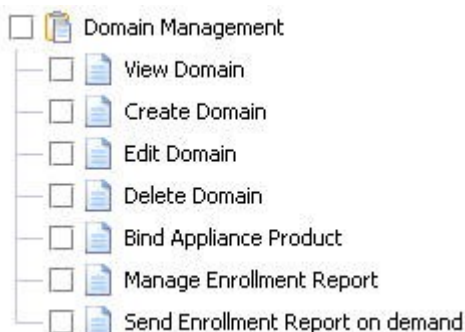 Domain Management
View Domain
Create Domain
Edit Domain
Delete Domain
Bind Appliance Product
Manage Enrollment Report
Send Enrollment Report on demand